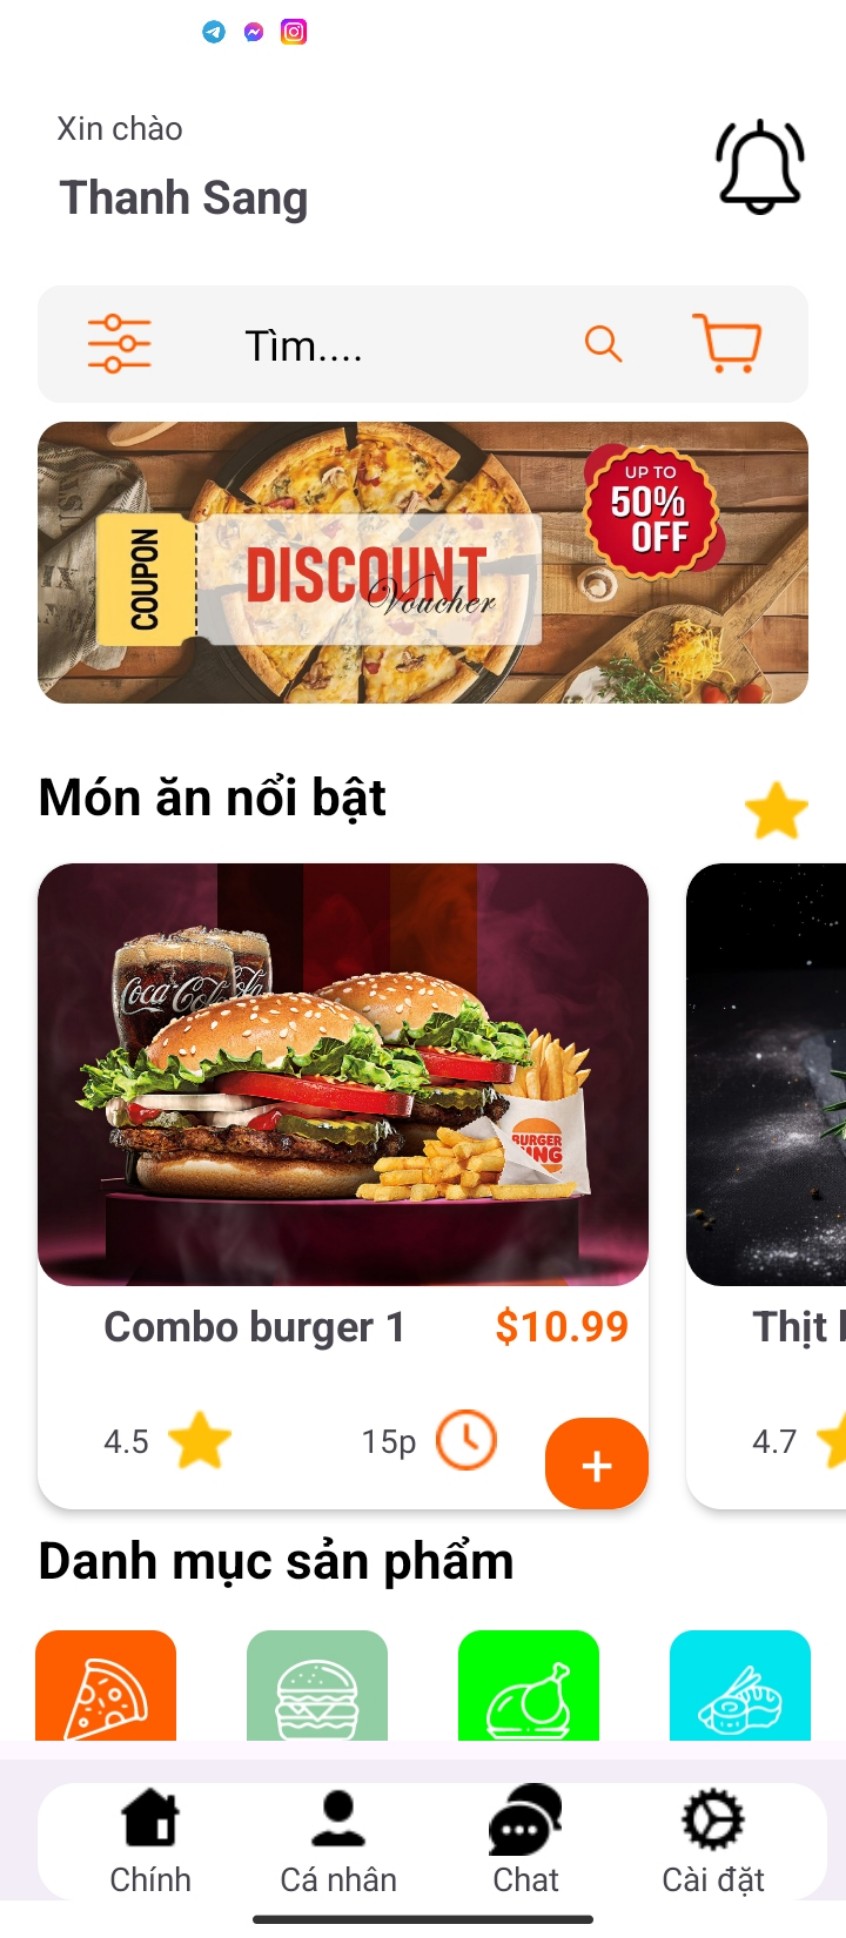 Xin chào
Thanh Sang
Tìm....
UP TO
50%
OFF
COUPON
DISCOUNT
Voucher
Món ăn nổi bật
Coca-Cola
BURGER
KING
Combo burger 1
$10.99
Thịt
4.5
15p
+
4.7
Danh mục sản phẩm
Chính
Cá nhân
Chat
Cài đặt